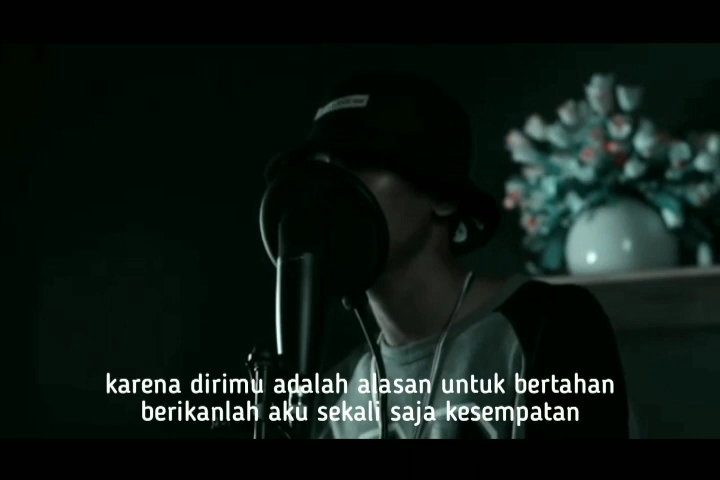 karena dirimu adalah alasan untuk bertahan
berikanlah aku sekali saja kesempatan